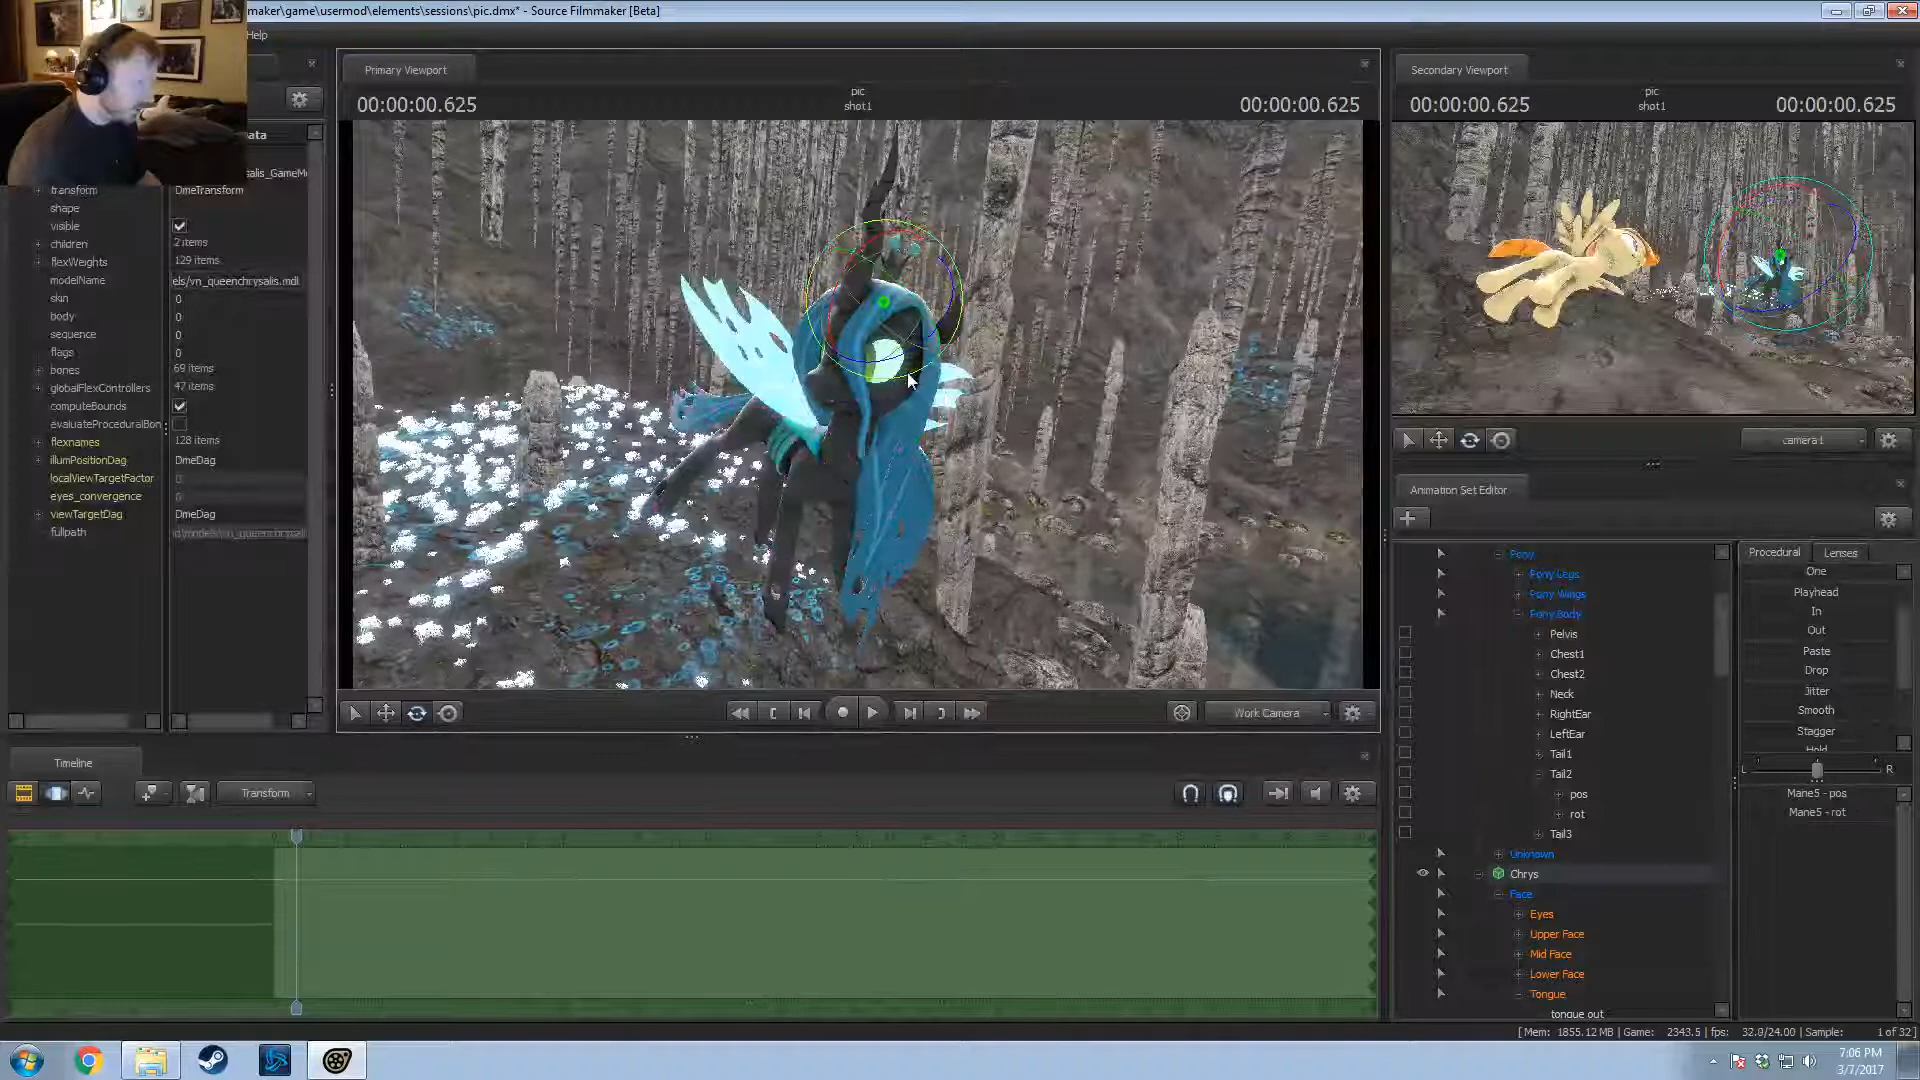 maker\game\usermod\elements\sessions\pic.dmx* - Source Filmmaker [Beta]
Help
Primary Viewport
00:00:00.625
pic
shot1
00:00:00.625
Secondary Viewport
00:00:00.625
pic
shot1
00:00:00.625
ata
alis_GameMo
transform DmeTransform
shape
visible
children 2 items
flexWeights 129 items
modelName els/vn_queenchrysalis.mdl
skin 0
body 0
sequence 0
flags 0
bones 69 items
globalFlexControllers 47 items
computeBounds
evaluateProceduralBon
flexnames 128 items
illumPositionDag DmeDag
localViewTargetFactor 0
eyes_convergence 0
viewTargetDag DmeDag
fullpath
Work Camera
camera1
Animation Set Editor
Pony
Pony Legs
Pony Wings
Pony Body
Pelvis
Chest1
Chest2
Neck
RightEar
LeftEar
Tail1
Tail2
pos
rot
Tail3
Unknown
Chrys
Face
Eyes
Upper Face
Mid Face
Lower Face
Tongue
tongue out
Procedural Lenses
One
Playhead
In
Out
Paste
Drop
Jitter
Smooth
Stagger
Hold
L R
Mane5 - pos
Mane5 - rot
Timeline
Transform
[Mem: 1855.12 MB | Game: 2343.5 | fps: 32.0/24.00 | Sample: 1 of 32 ]
7:06 PM
3/7/2017